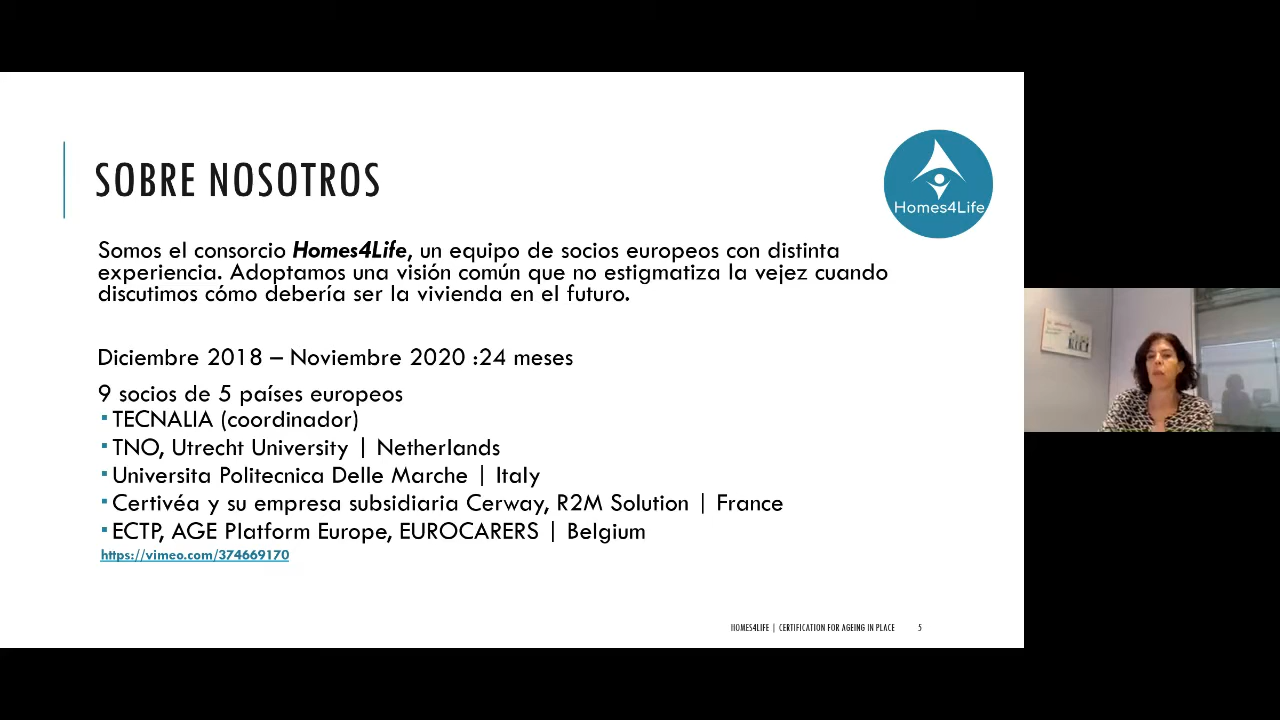 SOBRE NOSOTROS
Homes4Life
Somos el consorcio Homes4Life, un equipo de socios europeos con distinta
experiencia. Adoptamos una visión común que no estigmatiza la vejez cuando
discutimos cómo debería ser la vivienda en el futuro.
Diciembre 2018 – Noviembre 2020 :24 meses
9 socios de 5 países europeos
▪ TECNALIA (coordinador)
▪ TNO, Utrecht University | Netherlands
▪ Universita Politecnica Delle Marche | Italy
▪ Certivéa y su empresa subsidiaria Cerway, R2M Solution | France
▪ ECTP, AGE Platform Europe, EUROCARERS | Belgium
https://vimeo.com/374669170
HOMES4LIFE | CERTIFICATION FOR AGEING IN PLACE 5